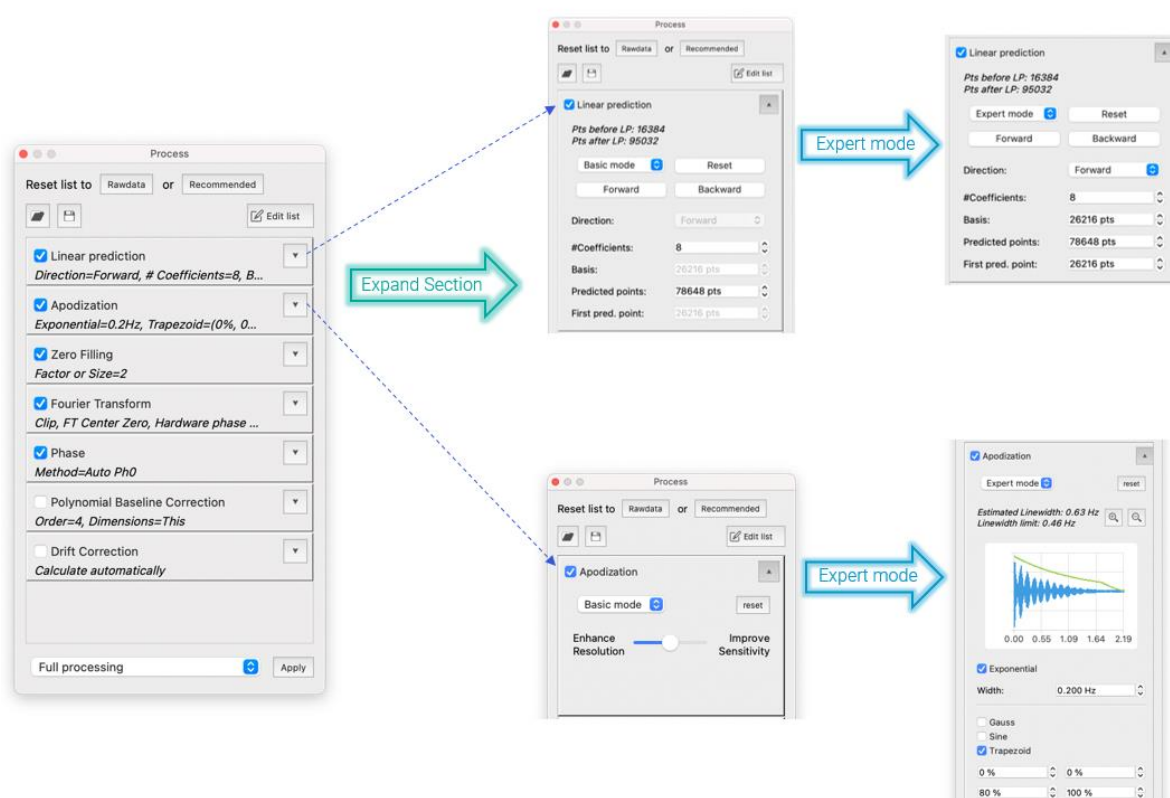 Process
Reset list to Rawdata or Recommended
Edit list
Linear prediction
Direction=Forward, # Coefficients=8, B...
Apodization
Exponential=0.2Hz, Trapezoid=(0%, 0...
Zero Filling
Factor or Size=2
Fourier Transform
Clip, FT Center Zero, Hardware phase ...
Phase
Method=Auto Ph0
Polynomial Baseline Correction
Order=4, Dimensions=This
Drift Correction
Calculate automatically
Full processing Apply
Expand Section
Process
Reset list to Rawdata or Recommended
Edit list
Linear prediction
Pts before LP: 16384
Pts after LP: 95032
Basic mode Reset
Forward Backward
Direction: Forward
#Coefficients: 8
Basis: 26216 pts
Predicted points: 78648 pts
First pred. point: 26216 pts
Expert mode
Linear prediction
Pts before LP: 16384
Pts after LP: 95032
Expert mode Reset
Forward Backward
Direction: Forward
#Coefficients: 8
Basis: 26216 pts
Predicted points: 78648 pts
First pred. point: 26216 pts
Process
Reset list to Rawdata or Recommended
Edit list
Apodization
Basic mode reset
Enhance Improve
Resolution Sensitivity
Expert mode
Apodization
Expert mode reset
Estimated Linewidth: 0.63 Hz
Linewidth limit: 0.46 Hz
0.00 0.55 1.09 1.64 2.19
Exponential
Width: 0.200 Hz
Gauss
Sine
Trapezoid
0 % 0 %
80 % 100 %